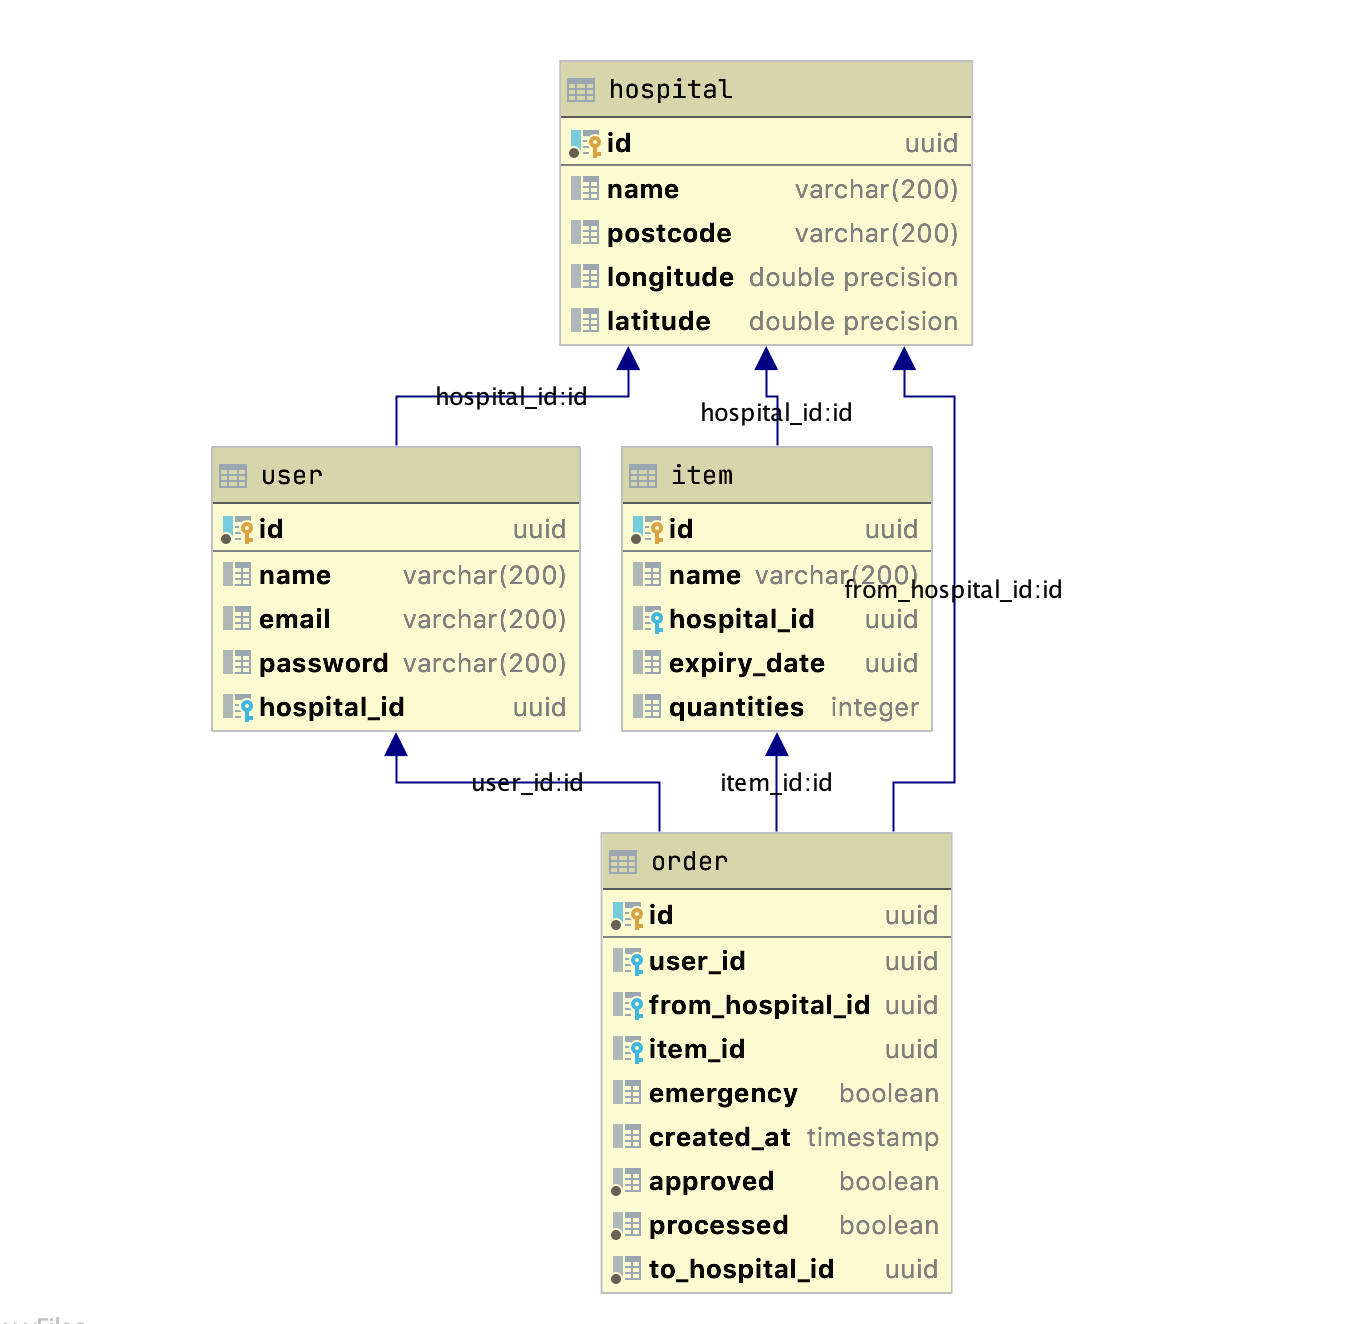 hospital
id uuid
name varchar(200)
postcode varchar(200)
longitude double precision
latitude double precision
hospital_id:id
hospital_id:id
user
id uuid
name varchar(200)
email varchar(200)
password varchar(200)
hospital_id uuid
item
id uuid
name varchar(200)
hospital_id uuid
expiry_date uuid
quantities integer
from_hospital_id:id
user_id:id
item_id:id
order
id uuid
user_id uuid
from_hospital_id uuid
item_id uuid
emergency boolean
created_at timestamp
approved boolean
processed boolean
to_hospital_id uuid